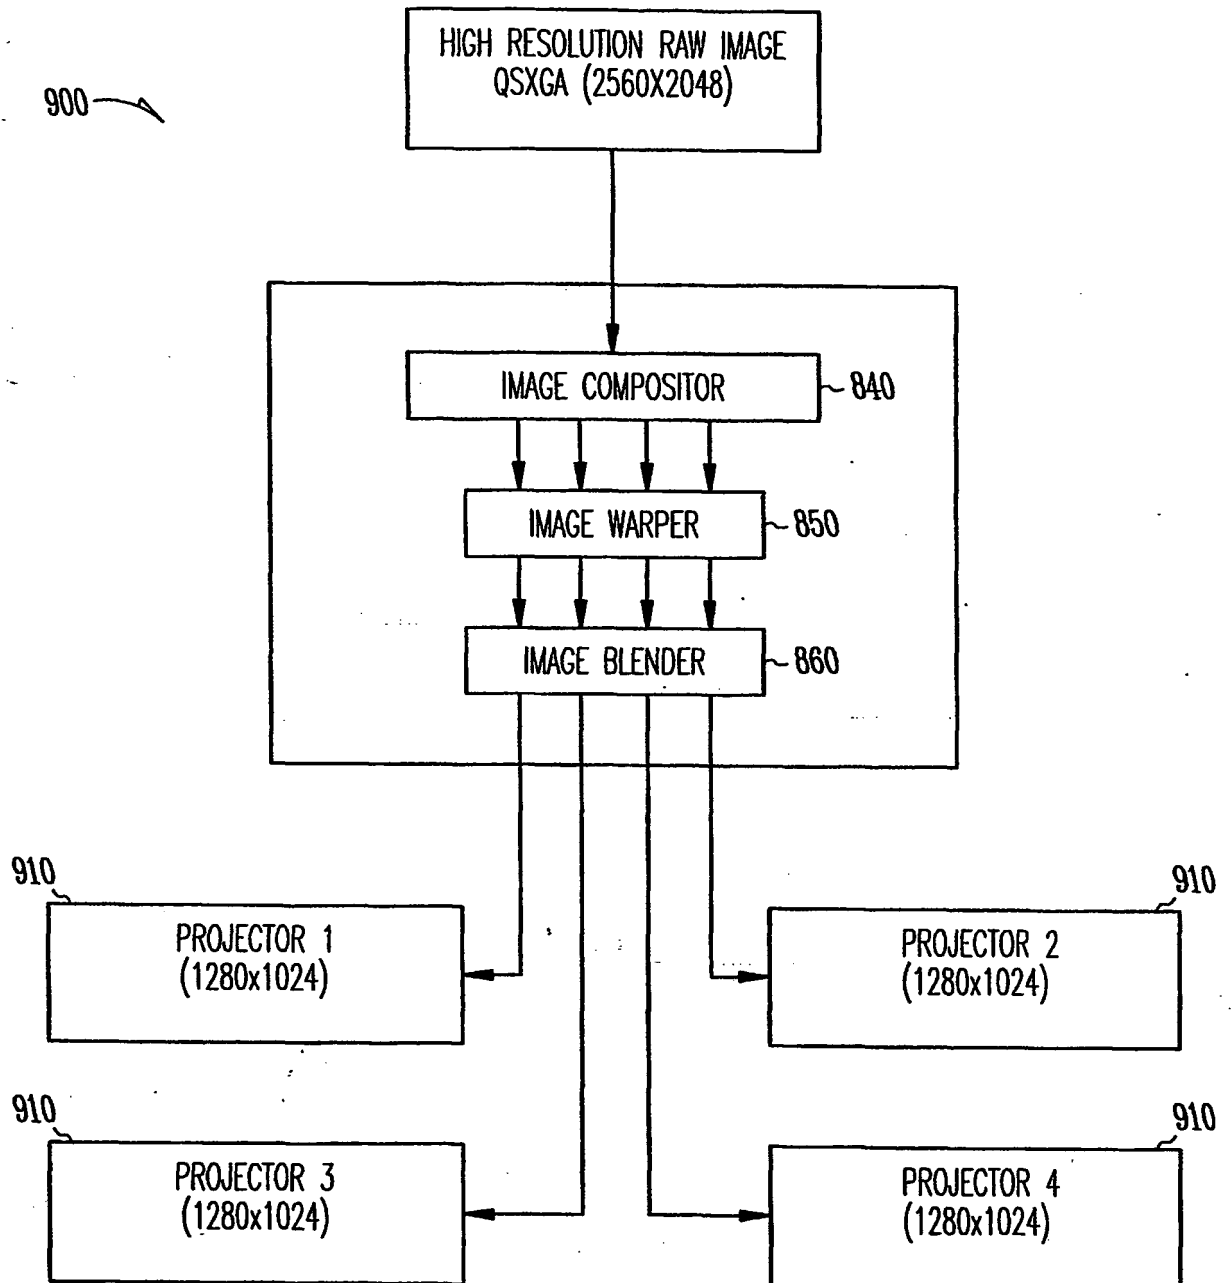 HIGH RESOLUTION RAW IMAGE
QSXGA (2560X2048)
900
IMAGE COMPOSITOR
840
IMAGE WARPER
850
IMAGE BLENDER
860
910
PROJECTOR 1
(1280x1024)
910
PROJECTOR 2
(1280x1024)
910
PROJECTOR 3
(1280x1024)
910
PROJECTOR 4
(1280x1024)